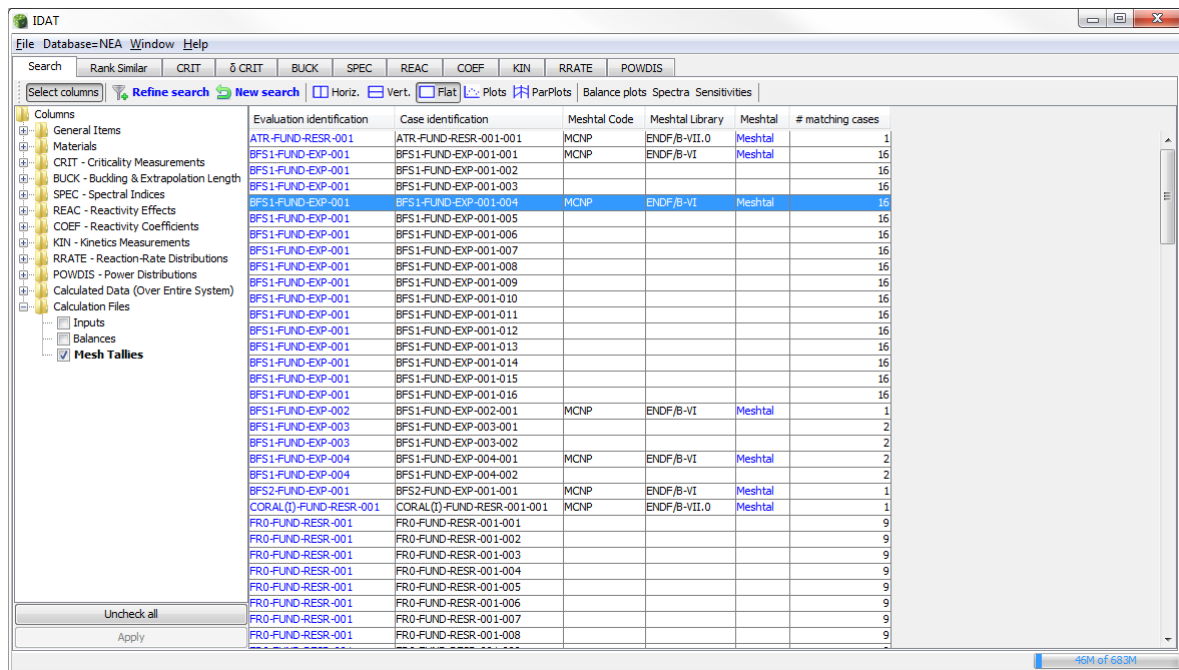 IDAT
File Database=NEA Window Help
Search Rank Similar CRIT δ CRIT BUCK SPEC REAC COEF KIN RRATE POWDIS
Select columns Refine search New search Horiz. Vert. Flat Plots ParPlots Balance plots Spectra Sensitivities
Columns
General Items
Materials
CRIT - Criticality Measurements
BUCK - Buckling & Extrapolation Length
SPEC - Spectral Indices
REAC - Reactivity Effects
COEF - Reactivity Coefficients
KIN - Kinetics Measurements
RRATE - Reaction-Rate Distributions
POWDIS - Power Distributions
Calculated Data (Over Entire System)
Calculation Files
Inputs
Balances
Mesh Tallies
Uncheck all
Apply
Evaluation identification Case identification Meshtal Code Meshtal Library Meshtal # matching cases
ATR-FUND-RESR-001 ATR-FUND-RESR-001-001 MCNP ENDF/B-VII.0 Meshtal 1
BFS1-FUND-EXP-001 BFS1-FUND-EXP-001-001 MCNP ENDF/B-VI Meshtal 16
BFS1-FUND-EXP-001 BFS1-FUND-EXP-001-002 16
BFS1-FUND-EXP-001 BFS1-FUND-EXP-001-003 16
BFS1-FUND-EXP-001 BFS1-FUND-EXP-001-004 MCNP ENDF/B-VI Meshtal 16
BFS1-FUND-EXP-001 BFS1-FUND-EXP-001-005 16
BFS1-FUND-EXP-001 BFS1-FUND-EXP-001-006 16
BFS1-FUND-EXP-001 BFS1-FUND-EXP-001-007 16
BFS1-FUND-EXP-001 BFS1-FUND-EXP-001-008 16
BFS1-FUND-EXP-001 BFS1-FUND-EXP-001-009 16
BFS1-FUND-EXP-001 BFS1-FUND-EXP-001-010 16
BFS1-FUND-EXP-001 BFS1-FUND-EXP-001-011 16
BFS1-FUND-EXP-001 BFS1-FUND-EXP-001-012 16
BFS1-FUND-EXP-001 BFS1-FUND-EXP-001-013 16
BFS1-FUND-EXP-001 BFS1-FUND-EXP-001-014 16
BFS1-FUND-EXP-001 BFS1-FUND-EXP-001-015 16
BFS1-FUND-EXP-001 BFS1-FUND-EXP-001-016 16
BFS1-FUND-EXP-002 BFS1-FUND-EXP-002-001 MCNP ENDF/B-VI Meshtal 1
BFS1-FUND-EXP-003 BFS1-FUND-EXP-003-001 2
BFS1-FUND-EXP-003 BFS1-FUND-EXP-003-002 2
BFS1-FUND-EXP-004 BFS1-FUND-EXP-004-001 MCNP ENDF/B-VI Meshtal 2
BFS1-FUND-EXP-004 BFS1-FUND-EXP-004-002 2
BFS2-FUND-EXP-001 BFS2-FUND-EXP-001-001 MCNP ENDF/B-VI Meshtal 1
CORAL(I)-FUND-RESR-001 CORAL(I)-FUND-RESR-001-001 MCNP ENDF/B-VII.0 Meshtal 1
FR0-FUND-RESR-001 FR0-FUND-RESR-001-001 9
FR0-FUND-RESR-001 FR0-FUND-RESR-001-002 9
FR0-FUND-RESR-001 FR0-FUND-RESR-001-003 9
FR0-FUND-RESR-001 FR0-FUND-RESR-001-004 9
FR0-FUND-RESR-001 FR0-FUND-RESR-001-005 9
FR0-FUND-RESR-001 FR0-FUND-RESR-001-006 9
FR0-FUND-RESR-001 FR0-FUND-RESR-001-007 9
FR0-FUND-RESR-001 FR0-FUND-RESR-001-008 9
46M of 683M